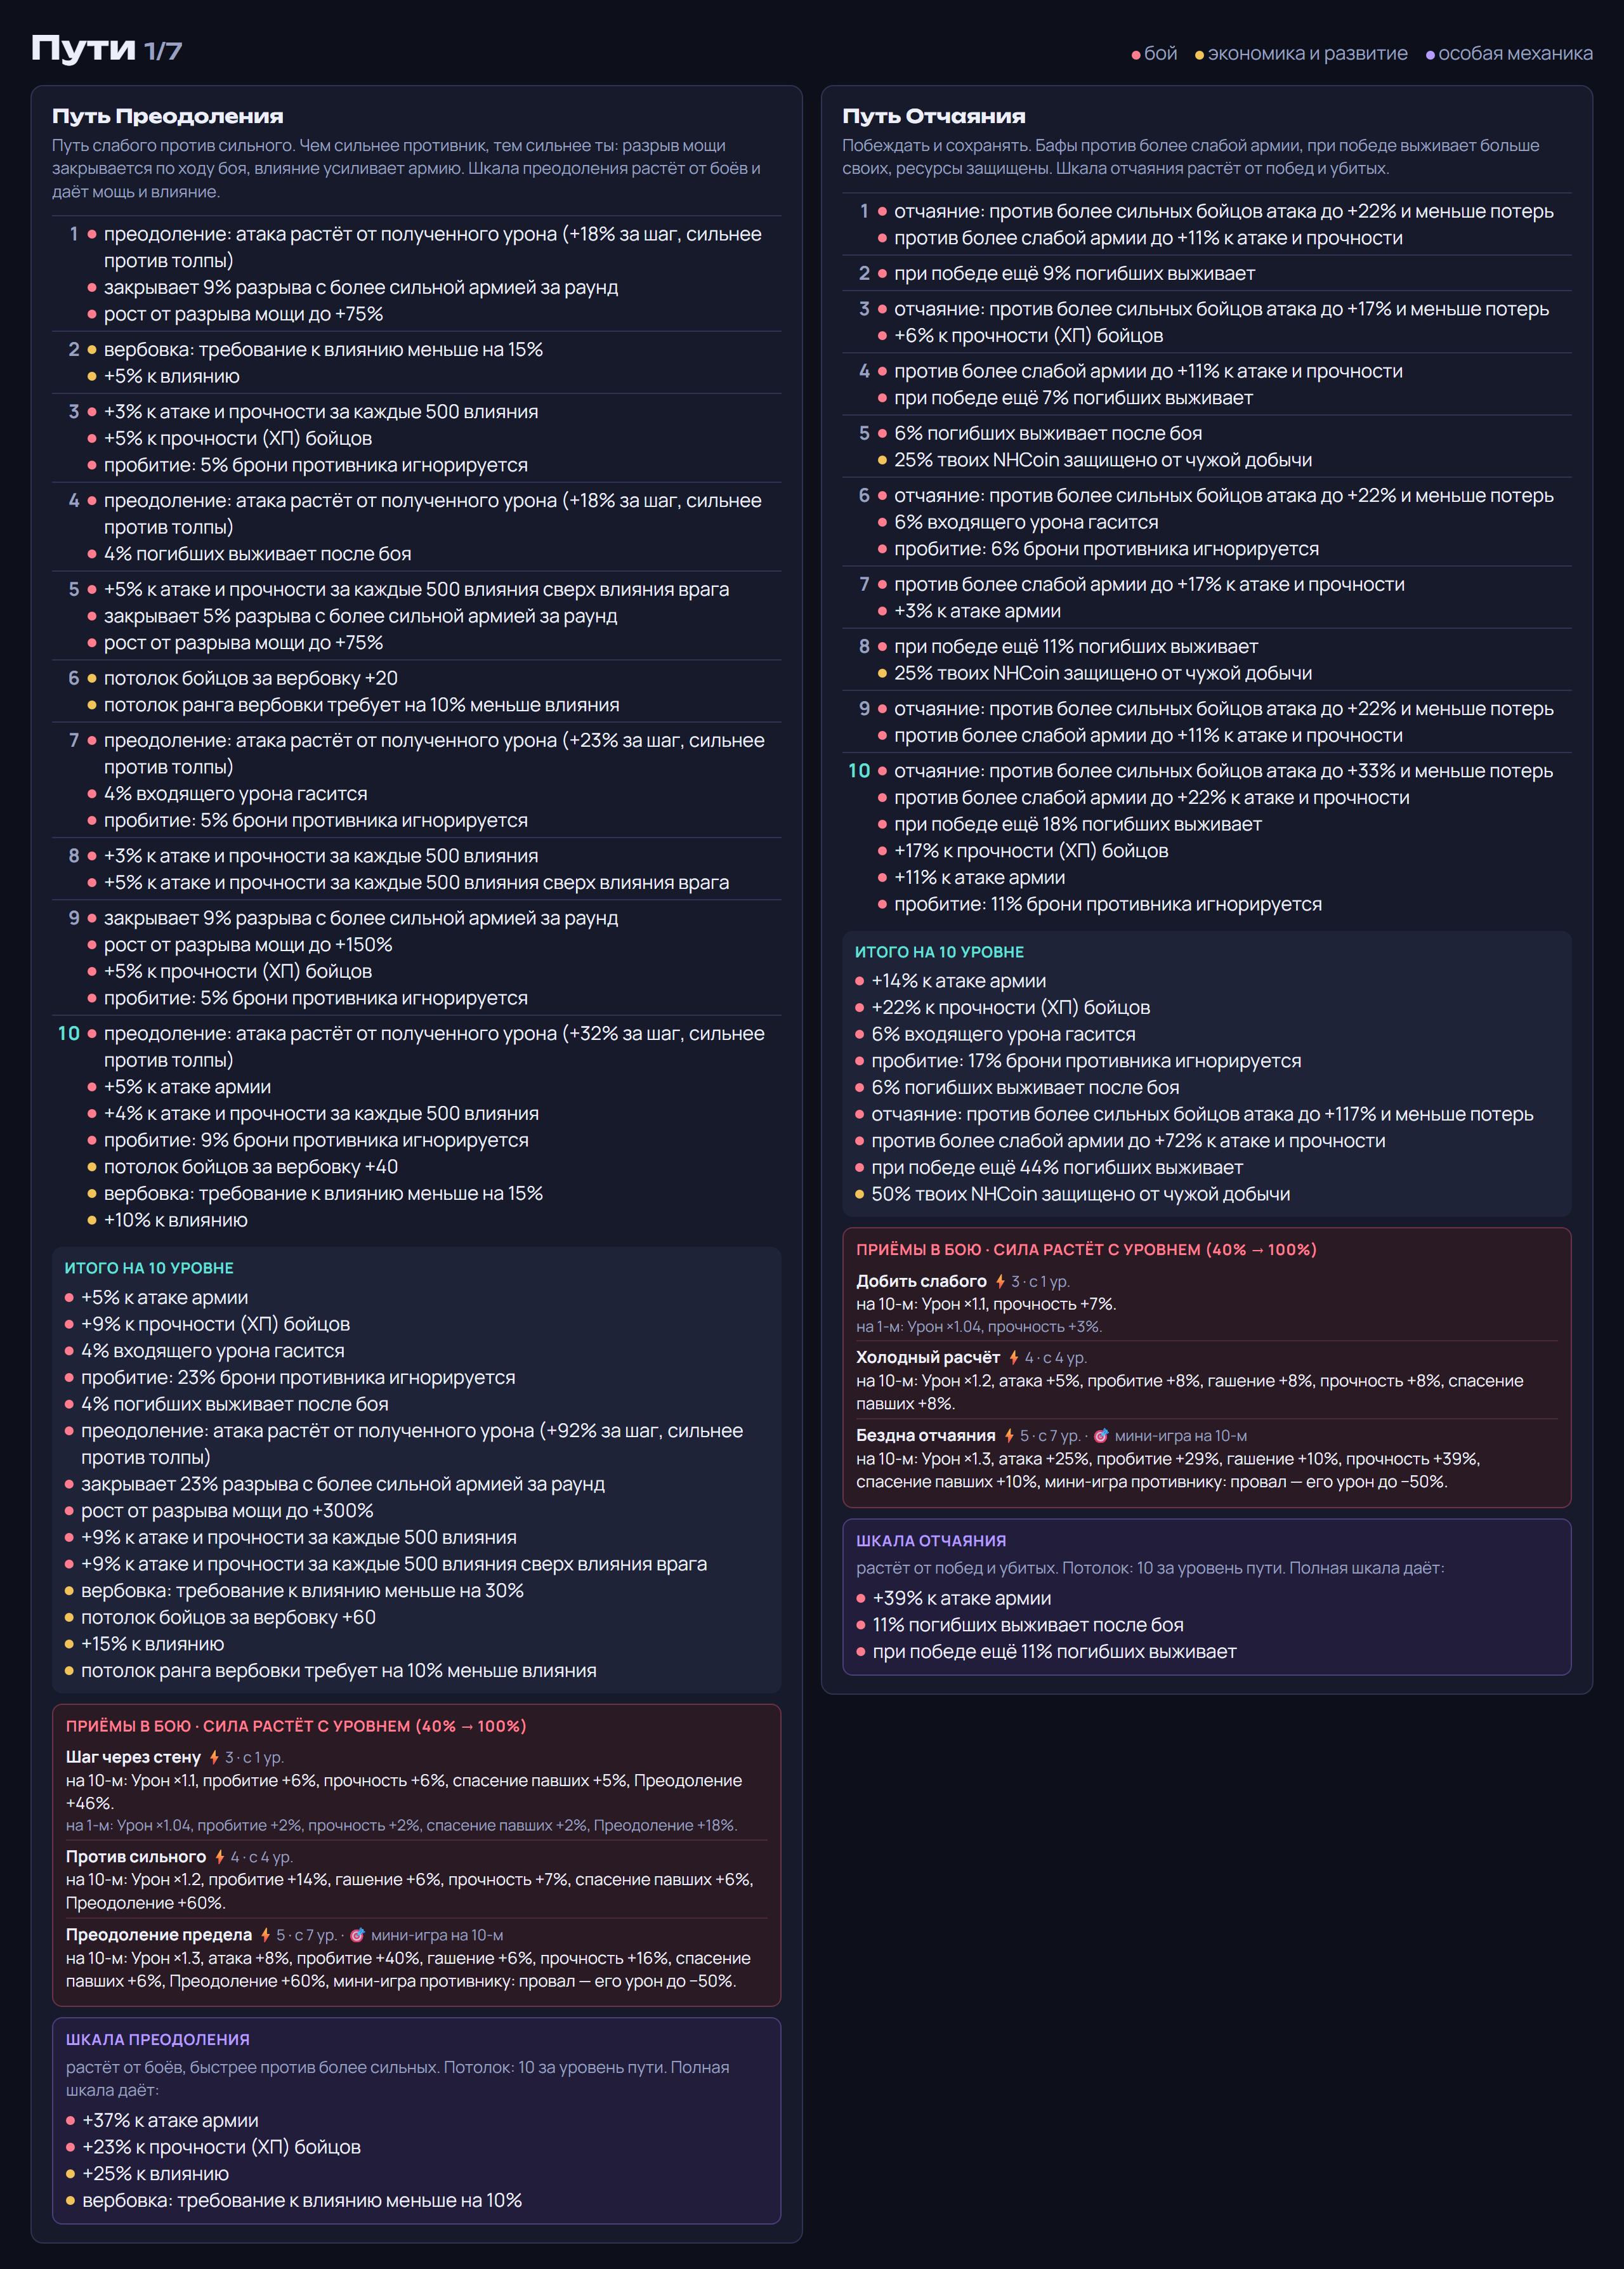 Пути 1/7
бой экономика и развитие особая механика
Путь Преодоления
Путь слабого против сильного. Чем сильнее противник, тем сильнее ты: разрыв мощи
закрывается по ходу боя, влияние усиливает армию. Шкала преодоления растёт от боёв и
даёт мощь и влияние.
1 преодоление: атака растёт от полученного урона (+18% за шаг, сильнее
против толпы)
закрывает 9% разрыва с более сильной армией за раунд
рост от разрыва мощи до +75%
2 вербовка: требование к влиянию меньше на 15%
+5% к влиянию
3 +3% к атаке и прочности за каждые 500 влияния
+5% к прочности (ХП) бойцов
пробитие: 5% брони противника игнорируется
4 преодоление: атака растёт от полученного урона (+18% за шаг, сильнее
против толпы)
4% погибших выживает после боя
5 +5% к атаке и прочности за каждые 500 влияния сверх влияния врага
закрывает 5% разрыва с более сильной армией за раунд
рост от разрыва мощи до +75%
6 потолок бойцов за вербовку +20
потолок ранга вербовки требует на 10% меньше влияния
7 преодоление: атака растёт от полученного урона (+23% за шаг, сильнее
против толпы)
4% входящего урона гасится
пробитие: 5% брони противника игнорируется
8 +3% к атаке и прочности за каждые 500 влияния
+5% к атаке и прочности за каждые 500 влияния сверх влияния врага
9 закрывает 9% разрыва с более сильной армией за раунд
рост от разрыва мощи до +150%
+5% к прочности (ХП) бойцов
пробитие: 5% брони противника игнорируется
10 преодоление: атака растёт от полученного урона (+32% за шаг, сильнее
против толпы)
+5% к атаке армии
+4% к атаке и прочности за каждые 500 влияния
пробитие: 9% брони противника игнорируется
потолок бойцов за вербовку +40
вербовка: требование к влиянию меньше на 15%
+10% к влиянию
ИТОГО НА 10 УРОВНЕ
+5% к атаке армии
+9% к прочности (ХП) бойцов
4% входящего урона гасится
пробитие: 23% брони противника игнорируется
4% погибших выживает после боя
преодоление: атака растёт от полученного урона (+92% за шаг, сильнее
против толпы)
закрывает 23% разрыва с более сильной армией за раунд
рост от разрыва мощи до +300%
+9% к атаке и прочности за каждые 500 влияния
+9% к атаке и прочности за каждые 500 влияния сверх влияния врага
вербовка: требование к влиянию меньше на 30%
потолок бойцов за вербовку +60
+15% к влиянию
потолок ранга вербовки требует на 10% меньше влияния
ПРИЁМЫ В БОЮ · СИЛА РАСТЁТ С УРОВНЕМ (40% → 100%)
Шаг через стену ⚡ 3 · с 1 ур.
на 10-м: Урон ×1.1, пробитие +6%, прочность +6%, спасение павших +5%, Преодоление
+46%.
на 1-м: Урон ×1.04, пробитие +2%, прочность +2%, спасение павших +2%, Преодоление +18%.
Против сильного ⚡ 4 · с 4 ур.
на 10-м: Урон ×1.2, пробитие +14%, гашение +6%, прочность +7%, спасение павших +6%,
Преодоление +60%.
Преодоление предела ⚡ 5 · с 7 ур. · 🎯 мини-игра на 10-м
на 10-м: Урон ×1.3, атака +8%, пробитие +40%, гашение +6%, прочность +16%, спасение
павших +6%, Преодоление +60%, мини-игра противнику: провал — его урон до −50%.
ШКАЛА ПРЕОДОЛЕНИЯ
растёт от боёв, быстрее против более сильных. Потолок: 10 за уровень пути. Полная
шкала даёт:
+37% к атаке армии
+23% к прочности (ХП) бойцов
+25% к влиянию
вербовка: требование к влиянию меньше на 10%
Путь Отчаяния
Побеждать и сохранять. Бафы против более слабой армии, при победе выживает больше
своих, ресурсы защищены. Шкала отчаяния растёт от побед и убитых.
1 отчаяние: против более сильных бойцов атака до +22% и меньше потерь
против более слабой армии до +11% к атаке и прочности
2 при победе ещё 9% погибших выживает
3 отчаяние: против более сильных бойцов атака до +17% и меньше потерь
+6% к прочности (ХП) бойцов
4 против более слабой армии до +11% к атаке и прочности
при победе ещё 7% погибших выживает
5 6% погибших выживает после боя
25% твоих NHCoin защищено от чужой добычи
6 отчаяние: против более сильных бойцов атака до +22% и меньше потерь
6% входящего урона гасится
пробитие: 6% брони противника игнорируется
7 против более слабой армии до +17% к атаке и прочности
+3% к атаке армии
8 при победе ещё 11% погибших выживает
25% твоих NHCoin защищено от чужой добычи
9 отчаяние: против более сильных бойцов атака до +22% и меньше потерь
против более слабой армии до +11% к атаке и прочности
10 отчаяние: против более сильных бойцов атака до +33% и меньше потерь
против более слабой армии до +22% к атаке и прочности
при победе ещё 18% погибших выживает
+17% к прочности (ХП) бойцов
+11% к атаке армии
пробитие: 11% брони противника игнорируется
ИТОГО НА 10 УРОВНЕ
+14% к атаке армии
+22% к прочности (ХП) бойцов
6% входящего урона гасится
пробитие: 17% брони противника игнорируется
6% погибших выживает после боя
отчаяние: против более сильных бойцов атака до +117% и меньше потерь
против более слабой армии до +72% к атаке и прочности
при победе ещё 44% погибших выживает
50% твоих NHCoin защищено от чужой добычи
ПРИЁМЫ В БОЮ · СИЛА РАСТЁТ С УРОВНЕМ (40% → 100%)
Добить слабого ⚡ 3 · с 1 ур.
на 10-м: Урон ×1.1, прочность +7%.
на 1-м: Урон ×1.04, прочность +3%.
Холодный расчёт ⚡ 4 · с 4 ур.
на 10-м: Урон ×1.2, атака +5%, пробитие +8%, гашение +8%, прочность +8%, спасение
павших +8%.
Бездна отчаяния ⚡ 5 · с 7 ур. · 🎯 мини-игра на 10-м
на 10-м: Урон ×1.3, атака +25%, пробитие +29%, гашение +10%, прочность +39%,
спасение павших +10%, мини-игра противнику: провал — его урон до −50%.
ШКАЛА ОТЧАЯНИЯ
растёт от побед и убитых. Потолок: 10 за уровень пути. Полная шкала даёт:
+39% к атаке армии
11% погибших выживает после боя
при победе ещё 11% погибших выживает